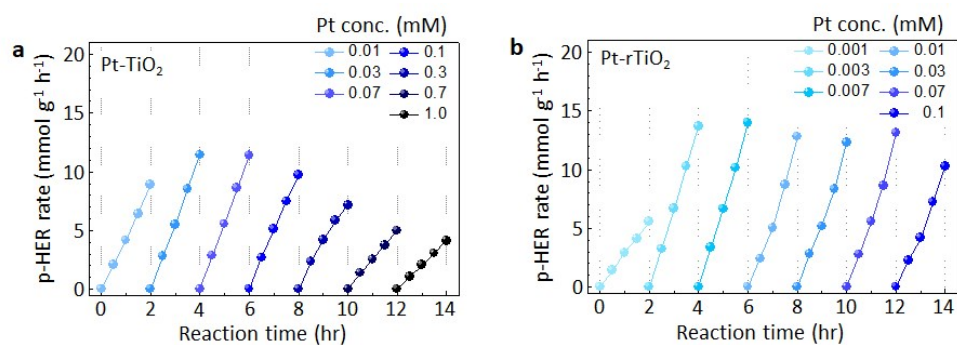 a
Pt-TiO2
Pt conc. (mM)
0.01
0.03
0.07
0.1
0.3
0.7
1.0
p-HER rate (mmol g-1 h-1)
20
15
10
5
0
0 2 4 6 8 10 12 14
Reaction time (hr)
b
Pt-rTiO2
Pt conc. (mM)
0.001
0.003
0.007
0.01
0.03
0.07
0.1
p-HER rate (mmol g-1 h-1)
20
15
10
5
0
0 2 4 6 8 10 12 14
Reaction time (hr)